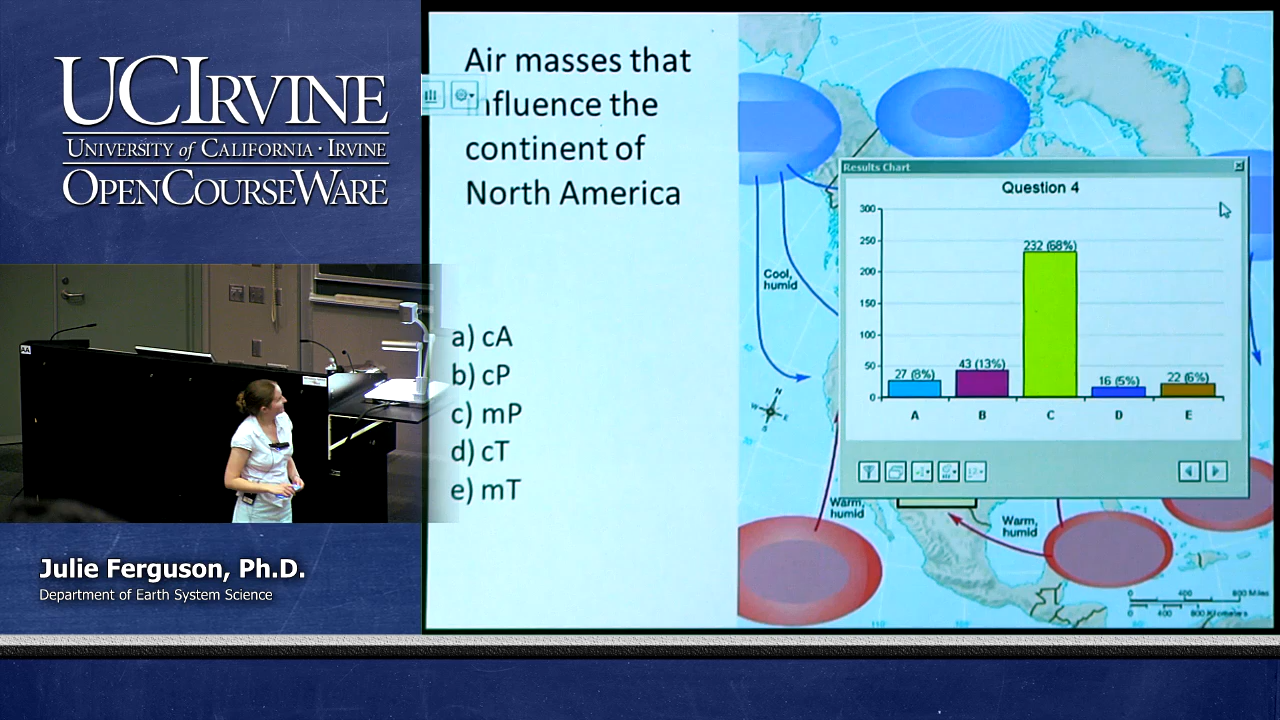 UCIRVINE
UNIVERSITY of CALIFORNIA · IRVINE
OPENCOURSEWARE
Julie Ferguson, Ph.D.
Department of Earth System Science
Air masses that
influence the
continent of
North America
a) cA
b) cP
c) mP
d) cT
e) mT
Cool,
humid
Results Chart
Question 4
300
250
200
150
100
50
0
27 (8%)
43 (13%)
232 (68%)
16 (5%)
22 (6%)
A B C D E
N
W E
S
Warm,
humid
Warm,
humid
0 400 800 Miles
0 400 800 Kilometers